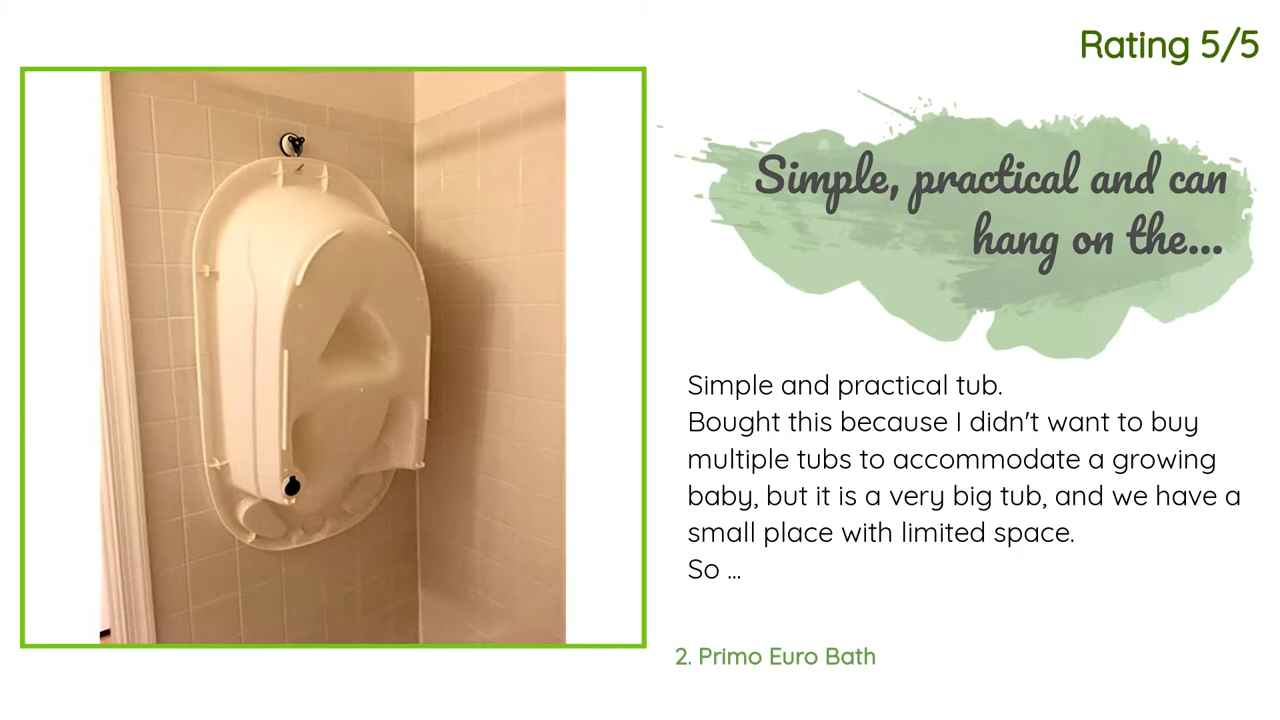 Rating 5/5
Simple, practical and can
hang on the...
Simple and practical tub.
Bought this because I didn't want to buy
multiple tubs to accommodate a growing
baby, but it is a very big tub, and we have a
small place with limited space.
So ...
2. Primo Euro Bath